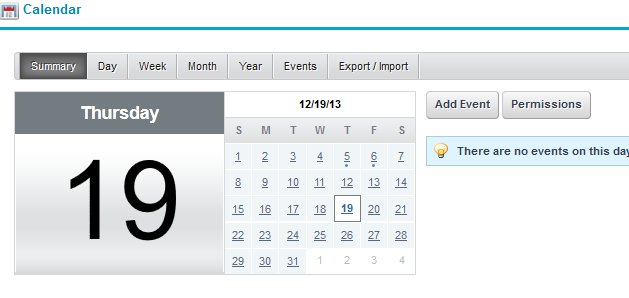 Calendar
Summary Day Week Month Year Events Export / Import
Thursday
19
12/19/13
S M T W T F S
1 2 3 4 5 6 7
8 9 10 11 12 13 14
15 16 17 18 19 20 21
22 23 24 25 26 27 28
29 30 31 1 2 3 4
Add Event Permissions
There are no events on this day